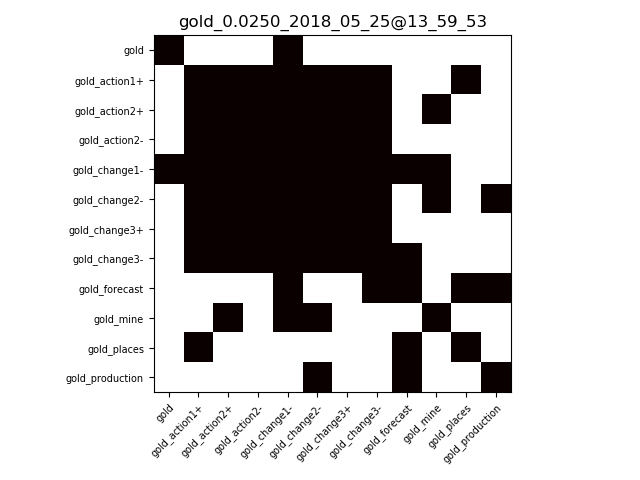 gold_0.0250_2018_05_25@13_59_53
gold
gold_action1+
gold_action2+
gold_action2-
gold_change1-
gold_change2-
gold_change3+
gold_change3-
gold_forecast
gold_mine
gold_places
gold_production
gold
gold_action1+
gold_action2+
gold_action2-
gold_change1-
gold_change2-
gold_change3+
gold_change3-
gold_forecast
gold_mine
gold_places
gold_production